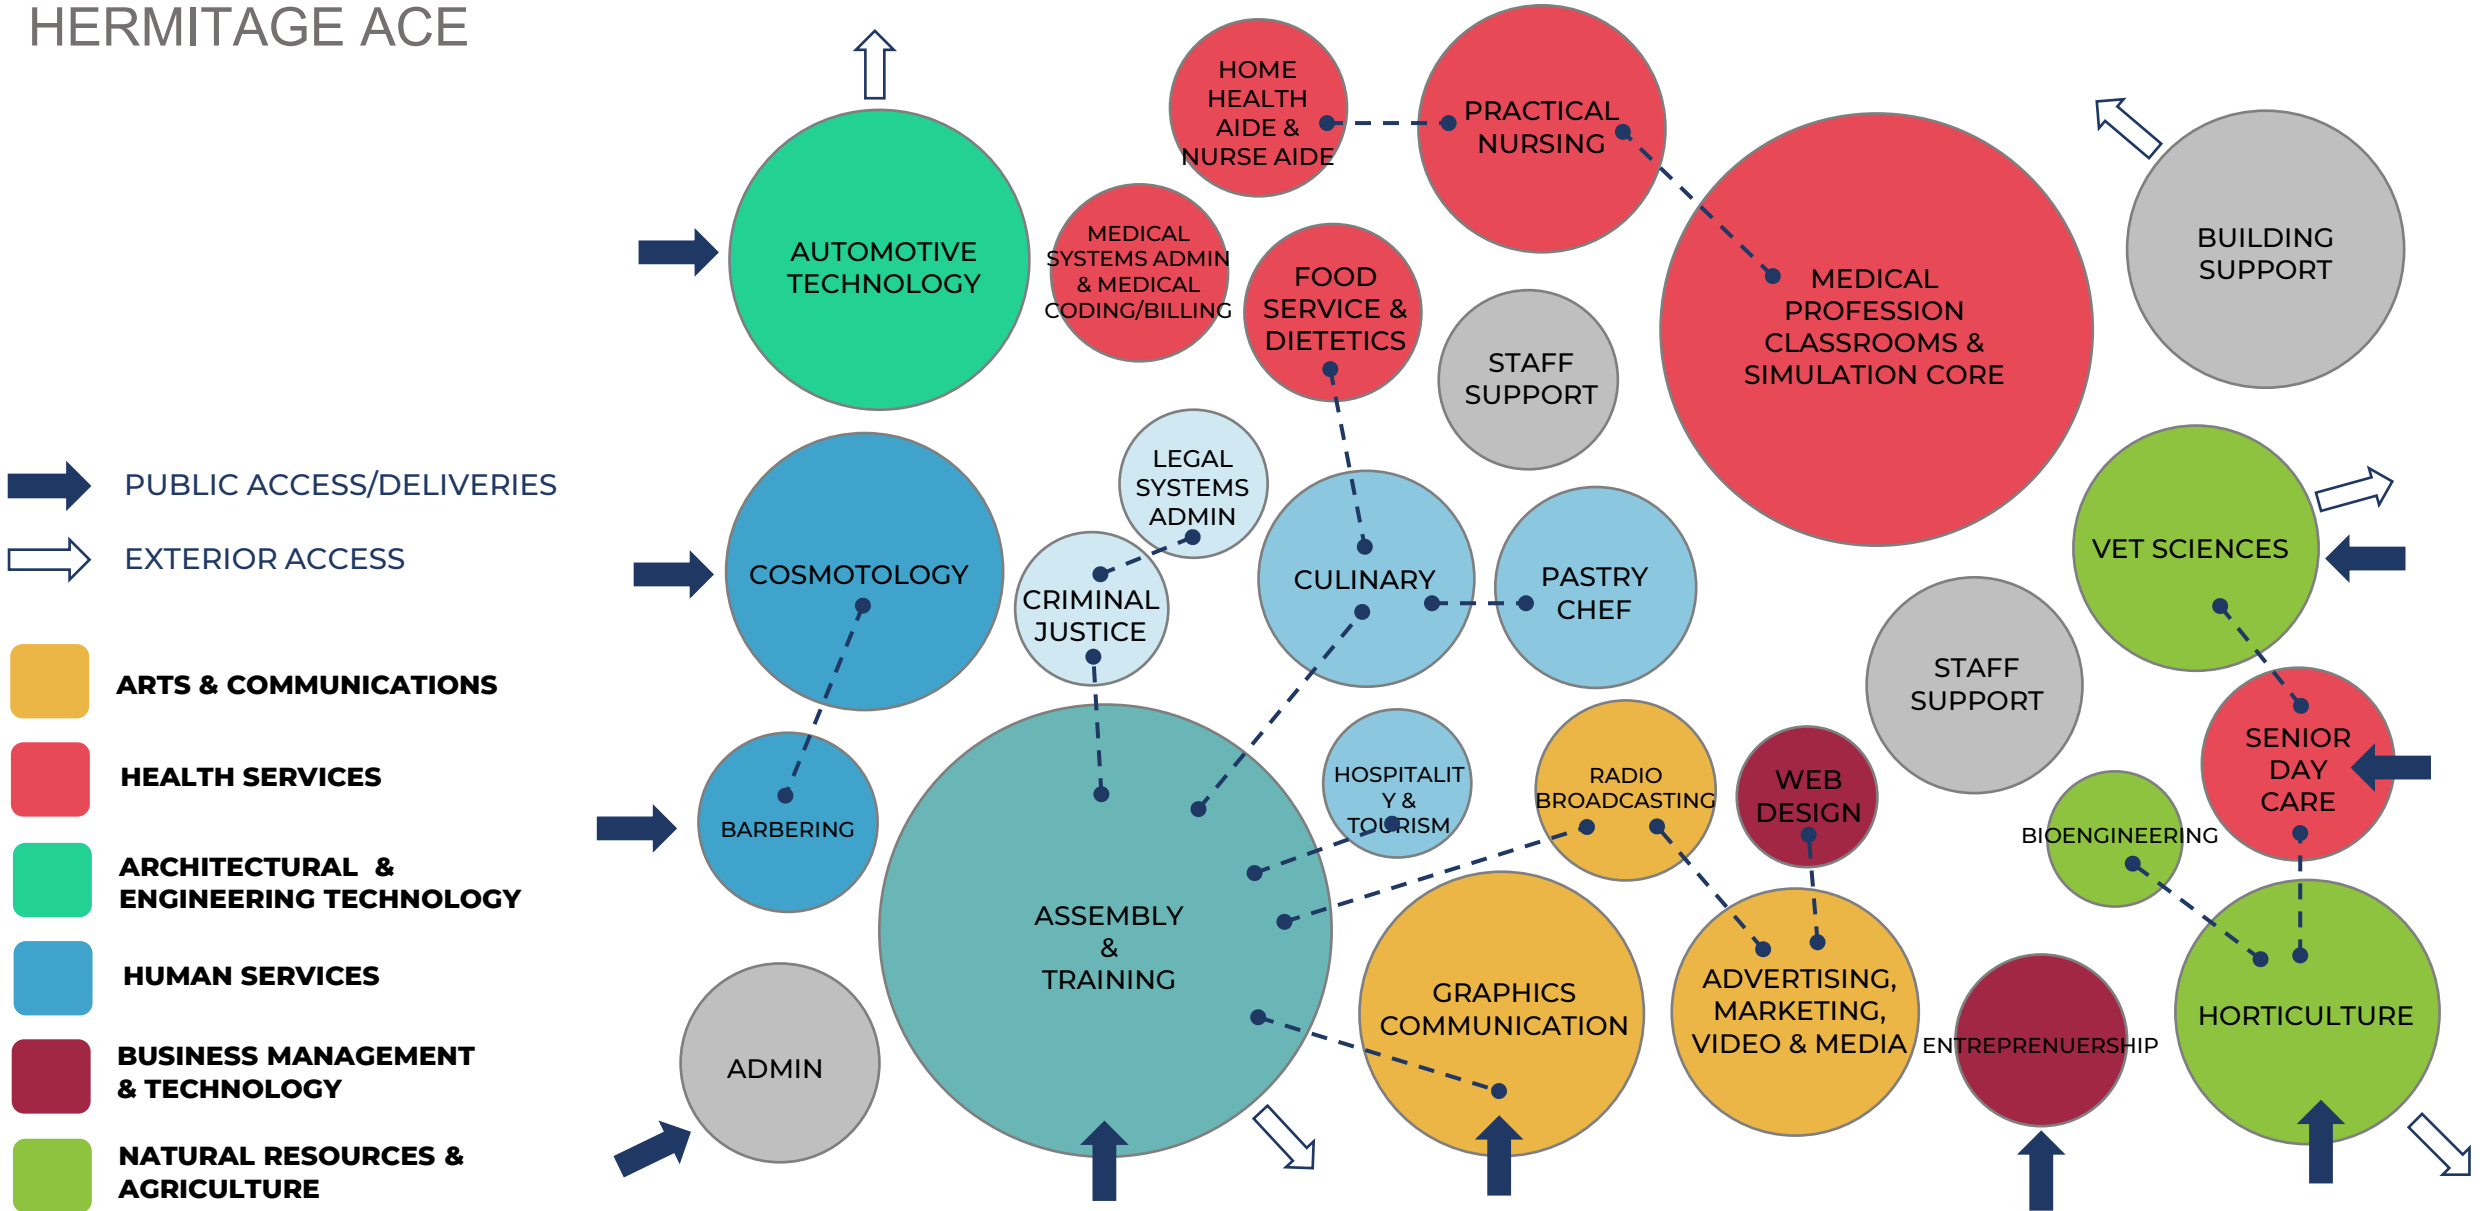 HERMITAGE ACE
HOME
HEALTH
AIDE &
NURSE AIDE
PRACTICAL
NURSING
AUTOMOTIVE
TECHNOLOGY
MEDICAL
SYSTEMS ADMIN
& MEDICAL
CODING/BILLING
FOOD
SERVICE &
DIETETICS
STAFF
SUPPORT
MEDICAL
PROFESSION
CLASSROOMS &
SIMULATION CORE
BUILDING
SUPPORT
PUBLIC ACCESS/DELIVERIES
EXTERIOR ACCESS
COSMOTOLOGY
LEGAL
SYSTEMS
ADMIN
CRIMINAL
JUSTICE
CULINARY
PASTRY
CHEF
VET SCIENCES
STAFF
SUPPORT
ARTS & COMMUNICATIONS
HEALTH SERVICES
ARCHITECTURAL &
ENGINEERING TECHNOLOGY
HUMAN SERVICES
BUSINESS MANAGEMENT
& TECHNOLOGY
NATURAL RESOURCES &
AGRICULTURE
BARBERING
HOSPITALIT
Y &
TOURISM
RADIO
BROADCASTING
WEB
DESIGN
SENIOR
DAY
CARE
BIOENGINEERING
ASSEMBLY
&
TRAINING
ADMIN
GRAPHICS
COMMUNICATION
ADVERTISING,
MARKETING,
VIDEO & MEDIA
ENTREPRENUERSHIP
HORTICULTURE